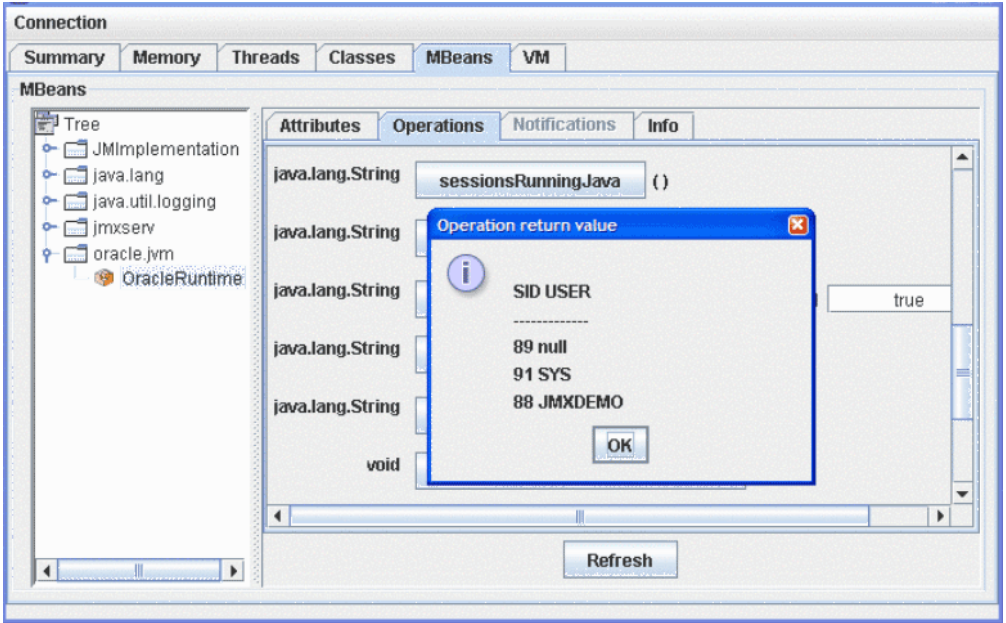 Connection
Summary Memory Threads Classes MBeans VM
MBeans
Tree
JMImplementation
java.lang
java.util.logging
jmxserv
oracle.jvm
OracleRuntime
Attributes Operations Notifications Info
java.lang.String sessionsRunningJava ( )
java.lang.String
java.lang.String true
java.lang.String
java.lang.String
void
Operation return value
SID USER
-------------
89 null
91 SYS
88 JMXDEMO
OK
Refresh